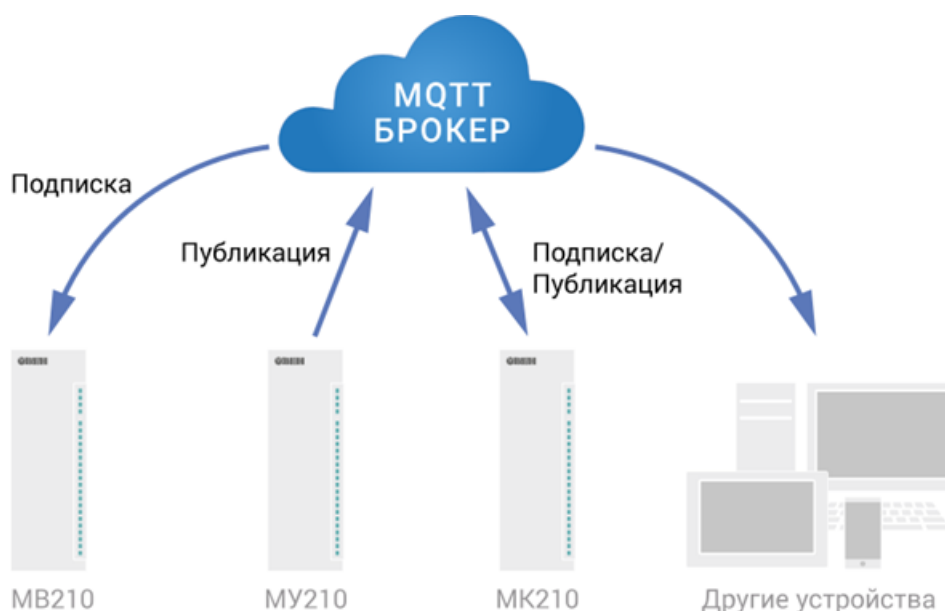 MQTT
БРОКЕР
Подписка
Публикация
Подписка/
Публикация
МВ210
МУ210
МК210
Другие устройства